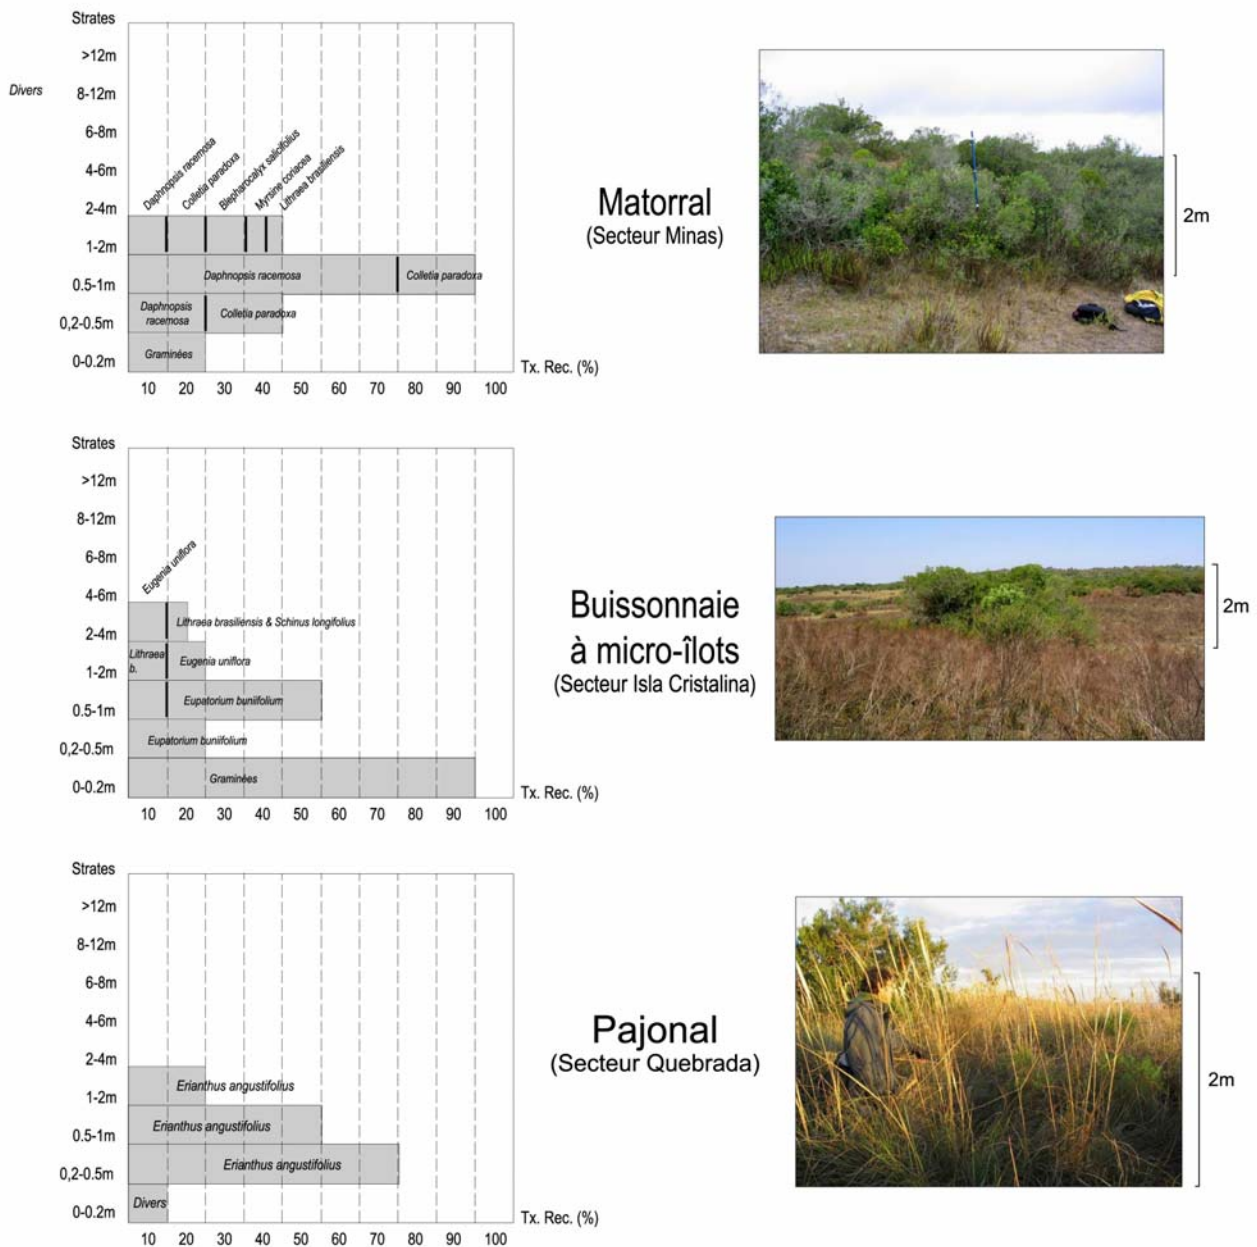 Strates
>12m
Divers
8-12m
6-8m
4-6m
2-4m
1-2m
0.5-1m
0,2-0.5m
0-0.2m
Daphnopsis racemosa
Colletia paradoxa
Blepharocalyx salicifolius
Myrsine coriacea
Lithraea brasiliensis
Daphnopsis racemosa
Colletia paradoxa
Daphnopsis
racemosa
Colletia paradoxa
Graminées
Tx. Rec. (%)
10 20 30 40 50 60 70 80 90 100
Matorral
(Secteur Minas)
2m
Strates
>12m
8-12m
6-8m
4-6m
2-4m
1-2m
0.5-1m
0,2-0.5m
0-0.2m
Eugenia uniflora
Lithraea brasiliensis & Schinus longifolius
Lithraea
b.
Eugenia uniflora
Eupatorium buniifolium
Eupatorium buniifolium
Graminées
Tx. Rec. (%)
10 20 30 40 50 60 70 80 90 100
Buissonnaie
à micro-îlots
(Secteur Isla Cristalina)
2m
Strates
>12m
8-12m
6-8m
4-6m
2-4m
1-2m
0.5-1m
0,2-0.5m
0-0.2m
Erianthus angustifolius
Erianthus angustifolius
Erianthus angustifolius
Divers
Tx. Rec. (%)
10 20 30 40 50 60 70 80 90 100
Pajonal
(Secteur Quebrada)
2m